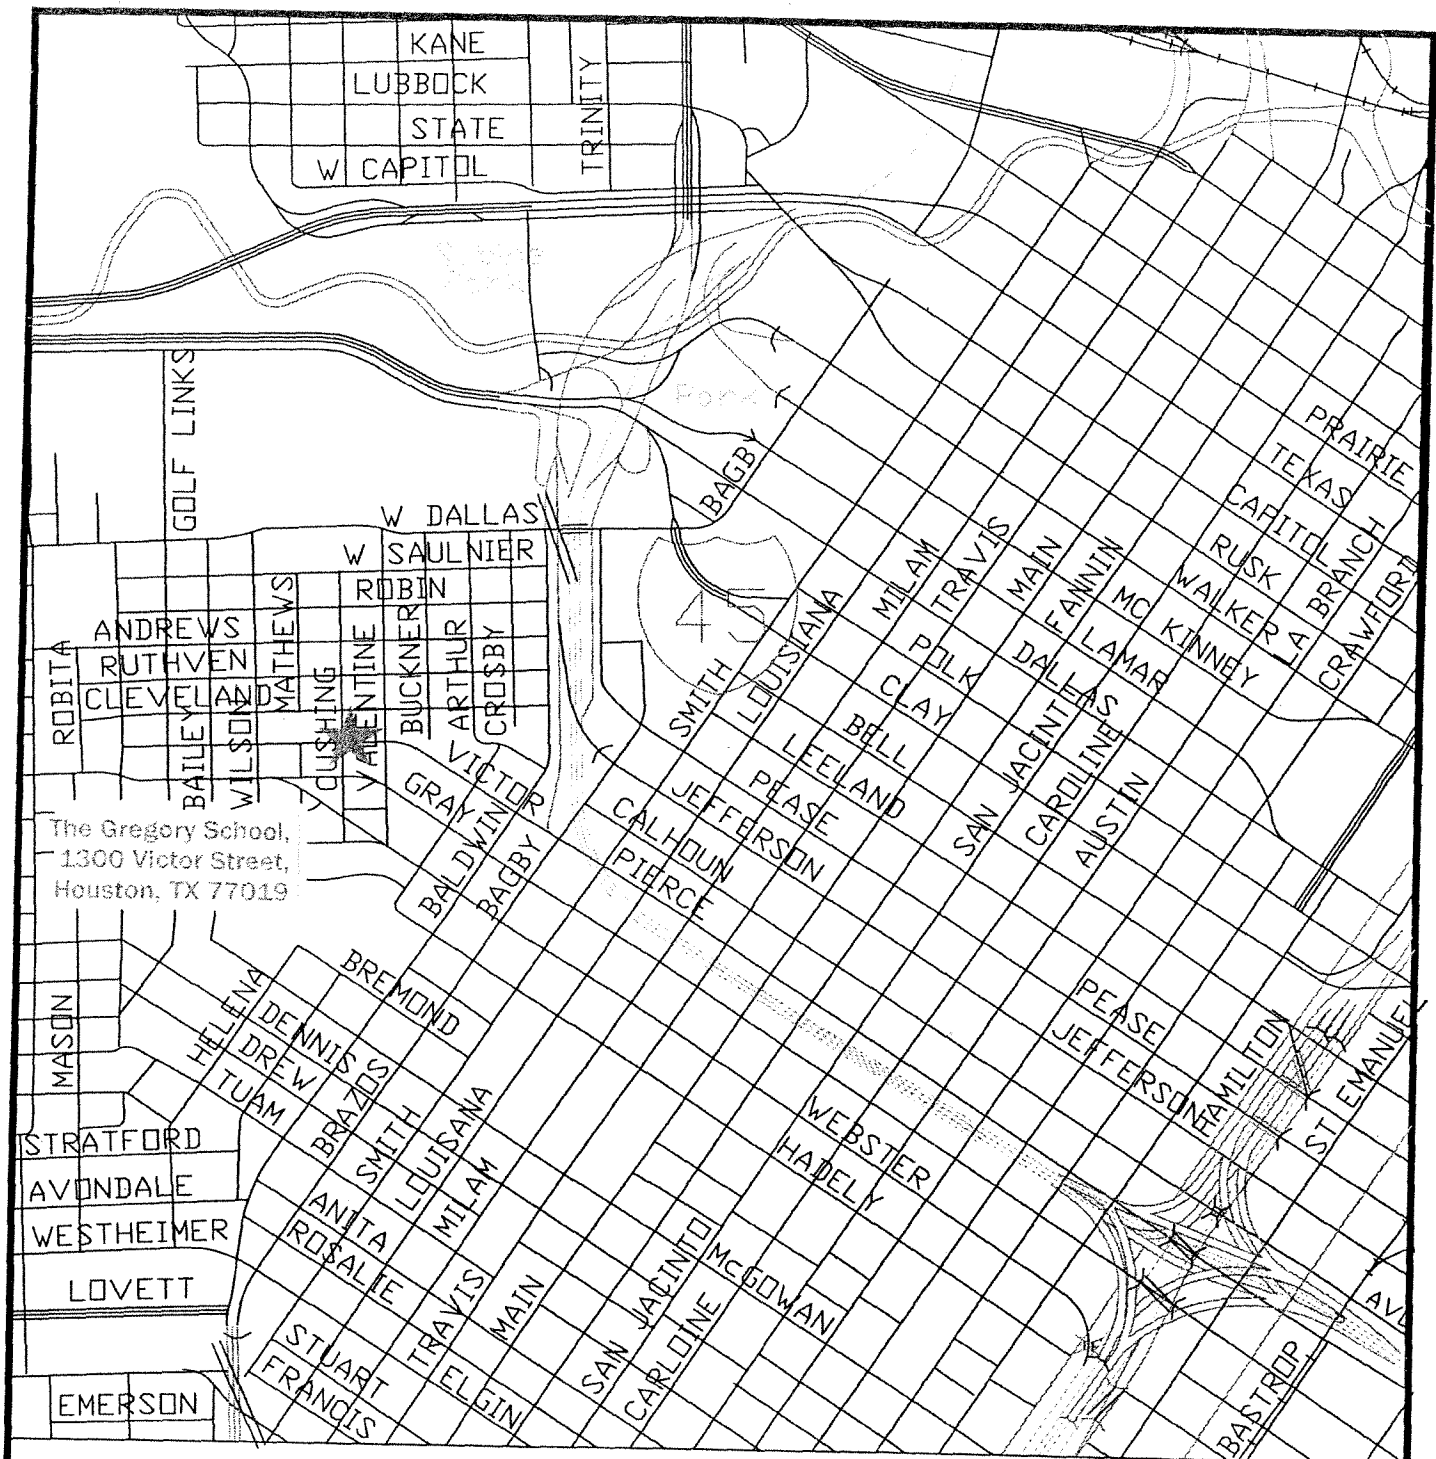 KANE
LUBBOCK
STATE
W CAPITOL
TRINITY
Park
GOLF LINKS
BAGBY
PRAIRIE
TEXAS
CAPITOL
RUSK
WALKER
LA BRANCH
CRAWFORD
W DALLAS
W SAULNIER
ROBIN
ANDREWS
RUTHVEN
CLEVELAND
ROBITA
MATHEWS
BUCKNER
ARTHUR
CROSBY
BAILEY
WILSON
45
MILAM
TRAVIS
MAIN
FANNIN
MC KINNEY
LAMAR
DALLAS
POLK
CLAY
BELL
LEELAND
PEASE
JEFFERSON
CALHOUN
PIERCE
SMITH
LOUISIANA
SAN JACINTO
CAROLINE
AUSTIN
VICTOR
GRAY
BALDWIN
BAGBY
The Gregory School,
1300 Victor Street,
Houston, TX 77019
BREMOND
HELENA
DENNIS
DREW
TUAM
MASON
BRAZOS
SMITH
LOUISANA
MILAM
PEASE
JEFFERSON
HAMILTON
ST EMANUEL
WEBSTER
HADELY
STRATFORD
AVONDALE
WESTHEIMER
LOVETT
ANITA
ROSALIE
TRAVIS
MAIN
SAN JACINTO
CARLOINE
McGOWAN
STUART
FRANCIS
ELGIN
EMERSON
BASTROP